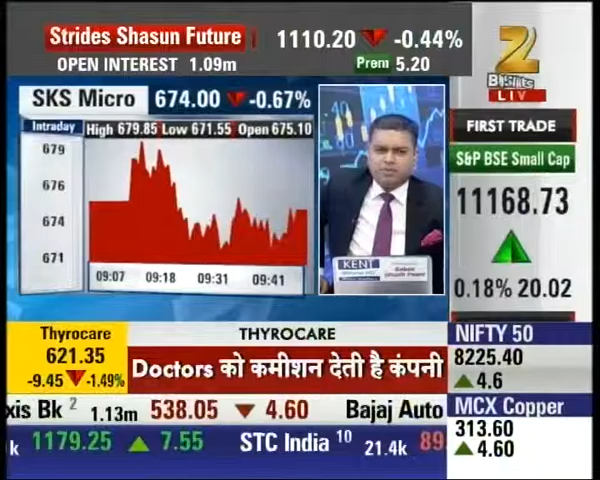 Strides Shasun Future 1110.20 -0.44%
OPEN INTEREST 1.09m Prem 5.20
Z
LIV
SKS Micro 674.00 -0.67%
Intraday High 679.85 Low 671.55 Open 675.10
679
676
674
671
09:07 09:18 09:31 09:41
KENT
FIRST TRADE
S&P BSE Small Cap
11168.73
0.18% 20.02
Thyrocare
621.35
-9.45 -1.49%
THYROCARE
Doctors को कमीशन देती है कंपनी
NIFTY 50
8225.40
4.6
xis Bk 2 1.13m 538.05 4.60 Bajaj Auto
MCX Copper
313.60
4.60
k 1179.25 7.55 STC India 10 21.4k 89